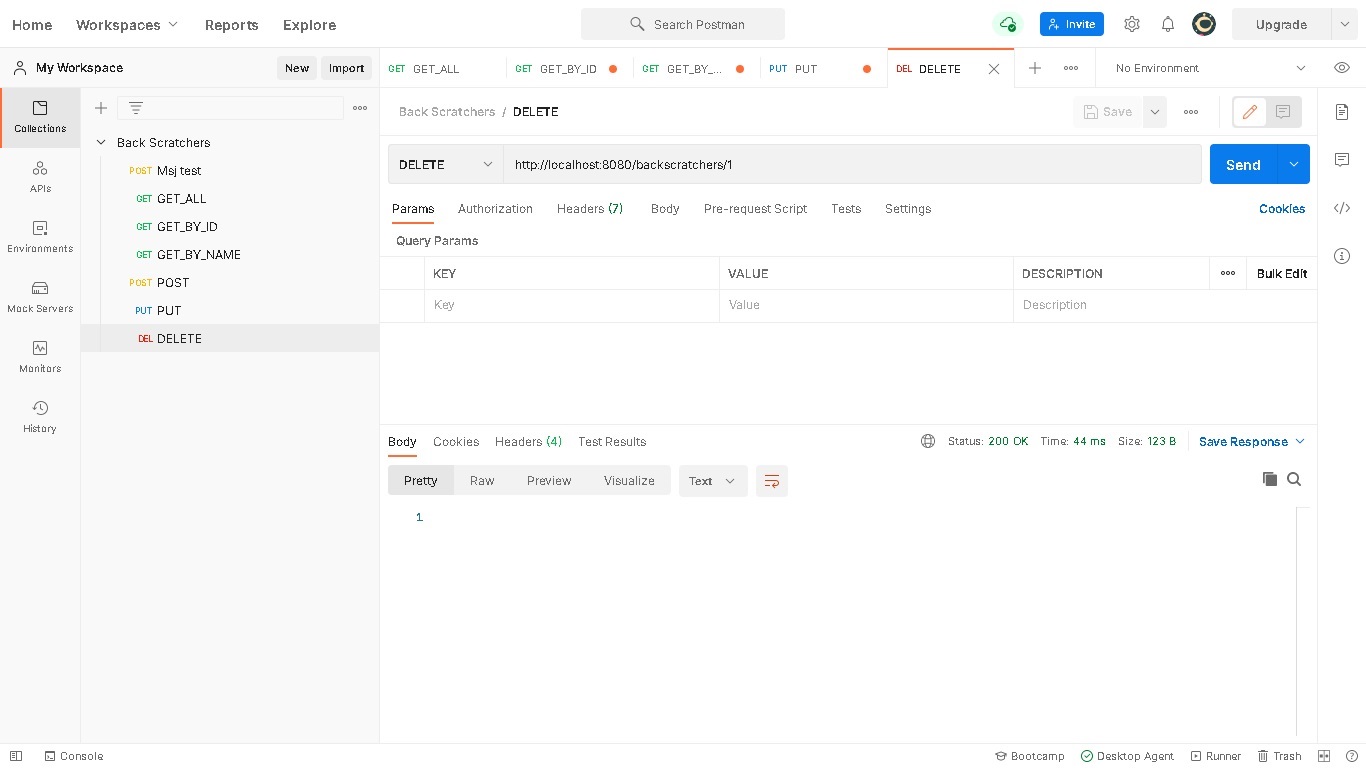 Home Workspaces Reports Explore Search Postman Invite Upgrade
My Workspace New Import
GET GET_ALL GET GET_BY_ID GET GET_BY_... PUT PUT DEL DELETE No Environment
Collections
APIs
Environments
Mock Servers
Monitors
History
Back Scratchers
POST Msj test
GET GET_ALL
GET GET_BY_ID
GET GET_BY_NAME
POST POST
PUT PUT
DEL DELETE
Back Scratchers / DELETE Save
DELETE http://localhost:8080/backscratchers/1 Send
Params Authorization Headers (7) Body Pre-request Script Tests Settings Cookies
Query Params
KEY VALUE DESCRIPTION Bulk Edit
Key Value Description
Body Cookies Headers (4) Test Results Status: 200 OK Time: 44 ms Size: 123 B Save Response
Pretty Raw Preview Visualize Text
1
Console Bootcamp Desktop Agent Runner Trash